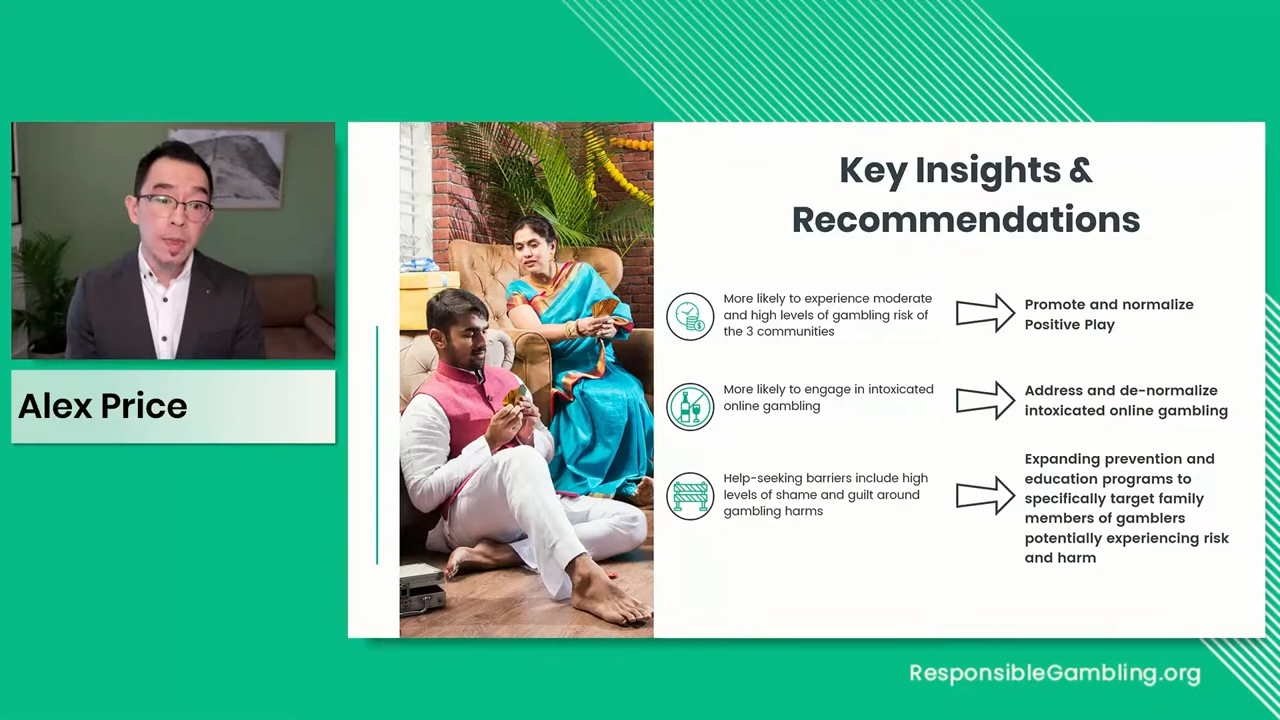 Alex Price
Key Insights &
Recommendations
More likely to experience moderate
and high levels of gambling risk of
the 3 communities
Promote and normalize
Positive Play
More likely to engage in intoxicated
online gambling
Address and de-normalize
intoxicated online gambling
Help-seeking barriers include high
levels of shame and guilt around
gambling harms
Expanding prevention and
education programs to
specifically target family
members of gamblers
potentially experiencing risk
and harm
ResponsibleGambling.org